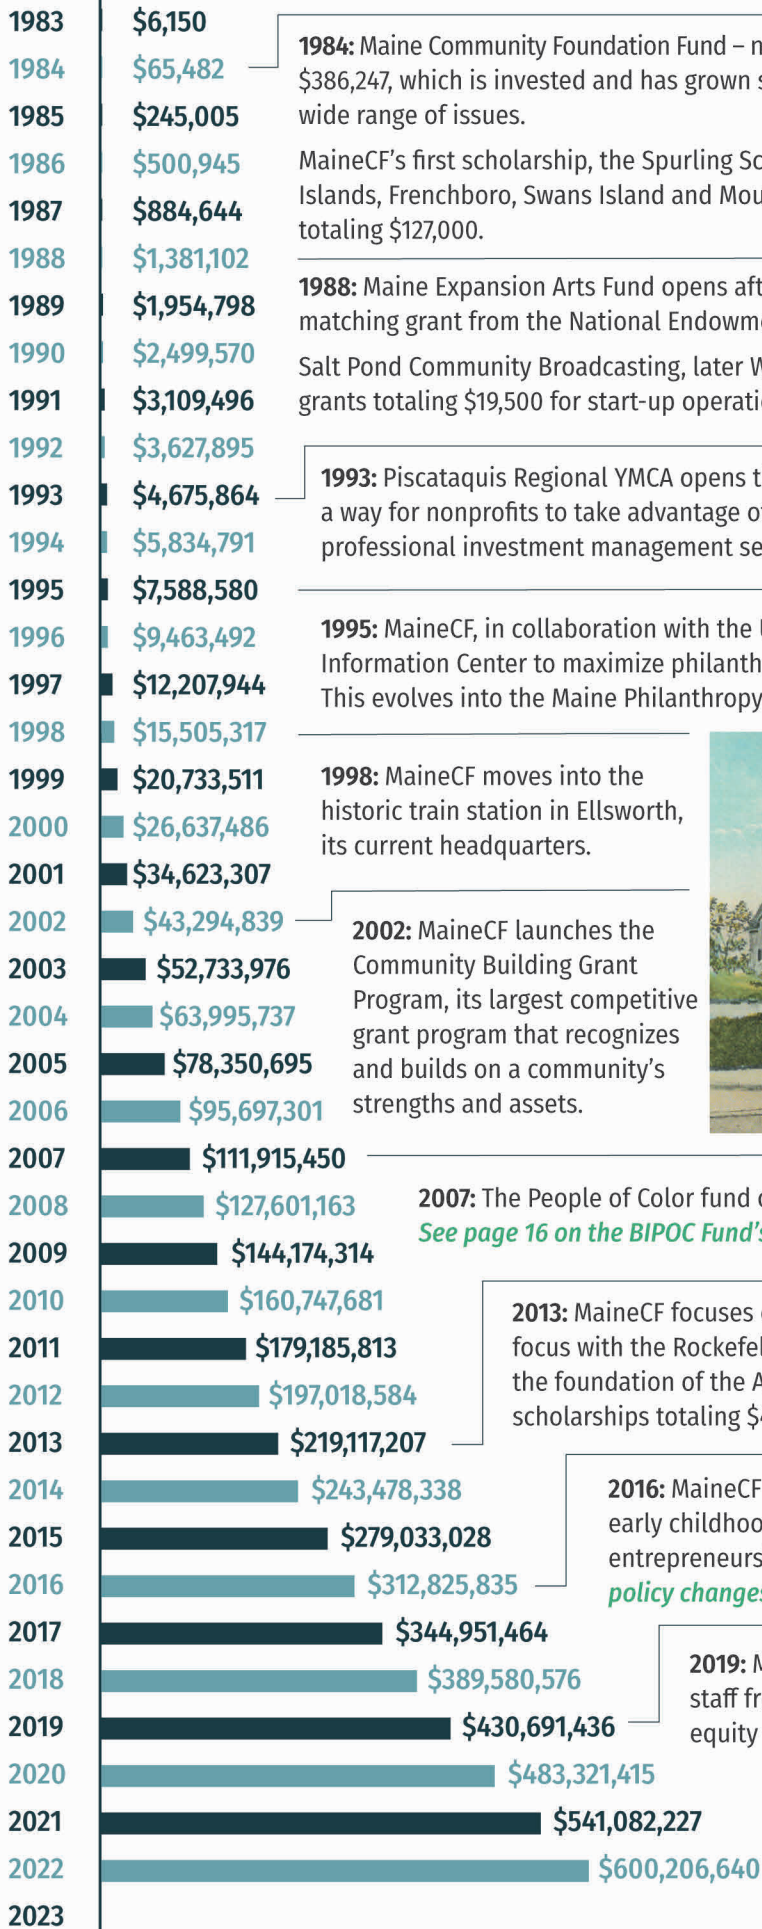 1983 $6,150
1984 $65,482
1985 $245,005
1986 $500,945
1987 $884,644
1988 $1,381,102
1989 $1,954,798
1990 $2,499,570
1991 $3,109,496
1992 $3,627,895
1993 $4,675,864
1994 $5,834,791
1995 $7,588,580
1996 $9,463,492
1997 $12,207,944
1998 $15,505,317
1999 $20,733,511
2000 $26,637,486
2001 $34,623,307
2002 $43,294,839
2003 $52,733,976
2004 $63,995,737
2005 $78,350,695
2006 $95,697,301
2007 $111,915,450
2008 $127,601,163
2009 $144,174,314
2010 $160,747,681
2011 $179,185,813
2012 $197,018,584
2013 $219,117,207
2014 $243,478,338
2015 $279,033,028
2016 $312,825,835
2017 $344,951,464
2018 $389,580,576
2019 $430,691,436
2020 $483,321,415
2021 $541,082,227
2022 $600,206,640
2023
1984: Maine Community Foundation Fund –
$386,247, which is invested and has grown
wide range of issues.
MaineCF's first scholarship, the Spurling
Islands, Frenchboro, Swans Island and
totaling $127,000.
1988: Maine Expansion Arts Fund opens
matching grant from the National
Salt Pond Community Broadcasting, later
grants totaling $19,500 for start-up
1993: Piscataquis Regional YMCA opens
a way for nonprofits to take advantage
professional investment management
1995: MaineCF, in collaboration with the
Information Center to maximize
This evolves into the Maine Philanthropy
1998: MaineCF moves into the
historic train station in Ellsworth,
its current headquarters.
2002: MaineCF launches the
Community Building Grant
Program, its largest competitive
grant program that recognizes
and builds on a community's
strengths and assets.
2007: The People of Color fund
See page 16 on the BIPOC Fund's
2013: MaineCF focuses
focus with the
the foundation of the
scholarships totaling
2016: MaineCF
early
policy changes
2019:
staff
equity